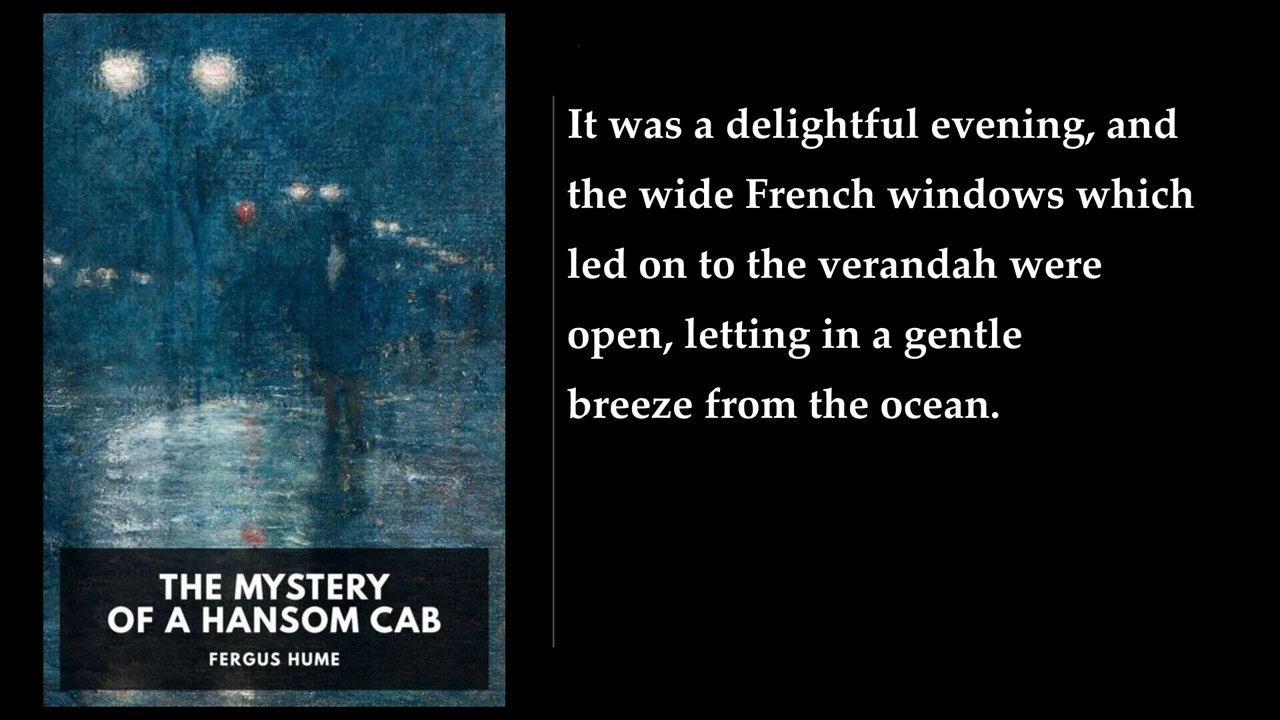 THE MYSTERY
OF A HANSOM CAB
FERGUS HUME
It was a delightful evening, and
the wide French windows which
led on to the verandah were
open, letting in a gentle
breeze from the ocean.